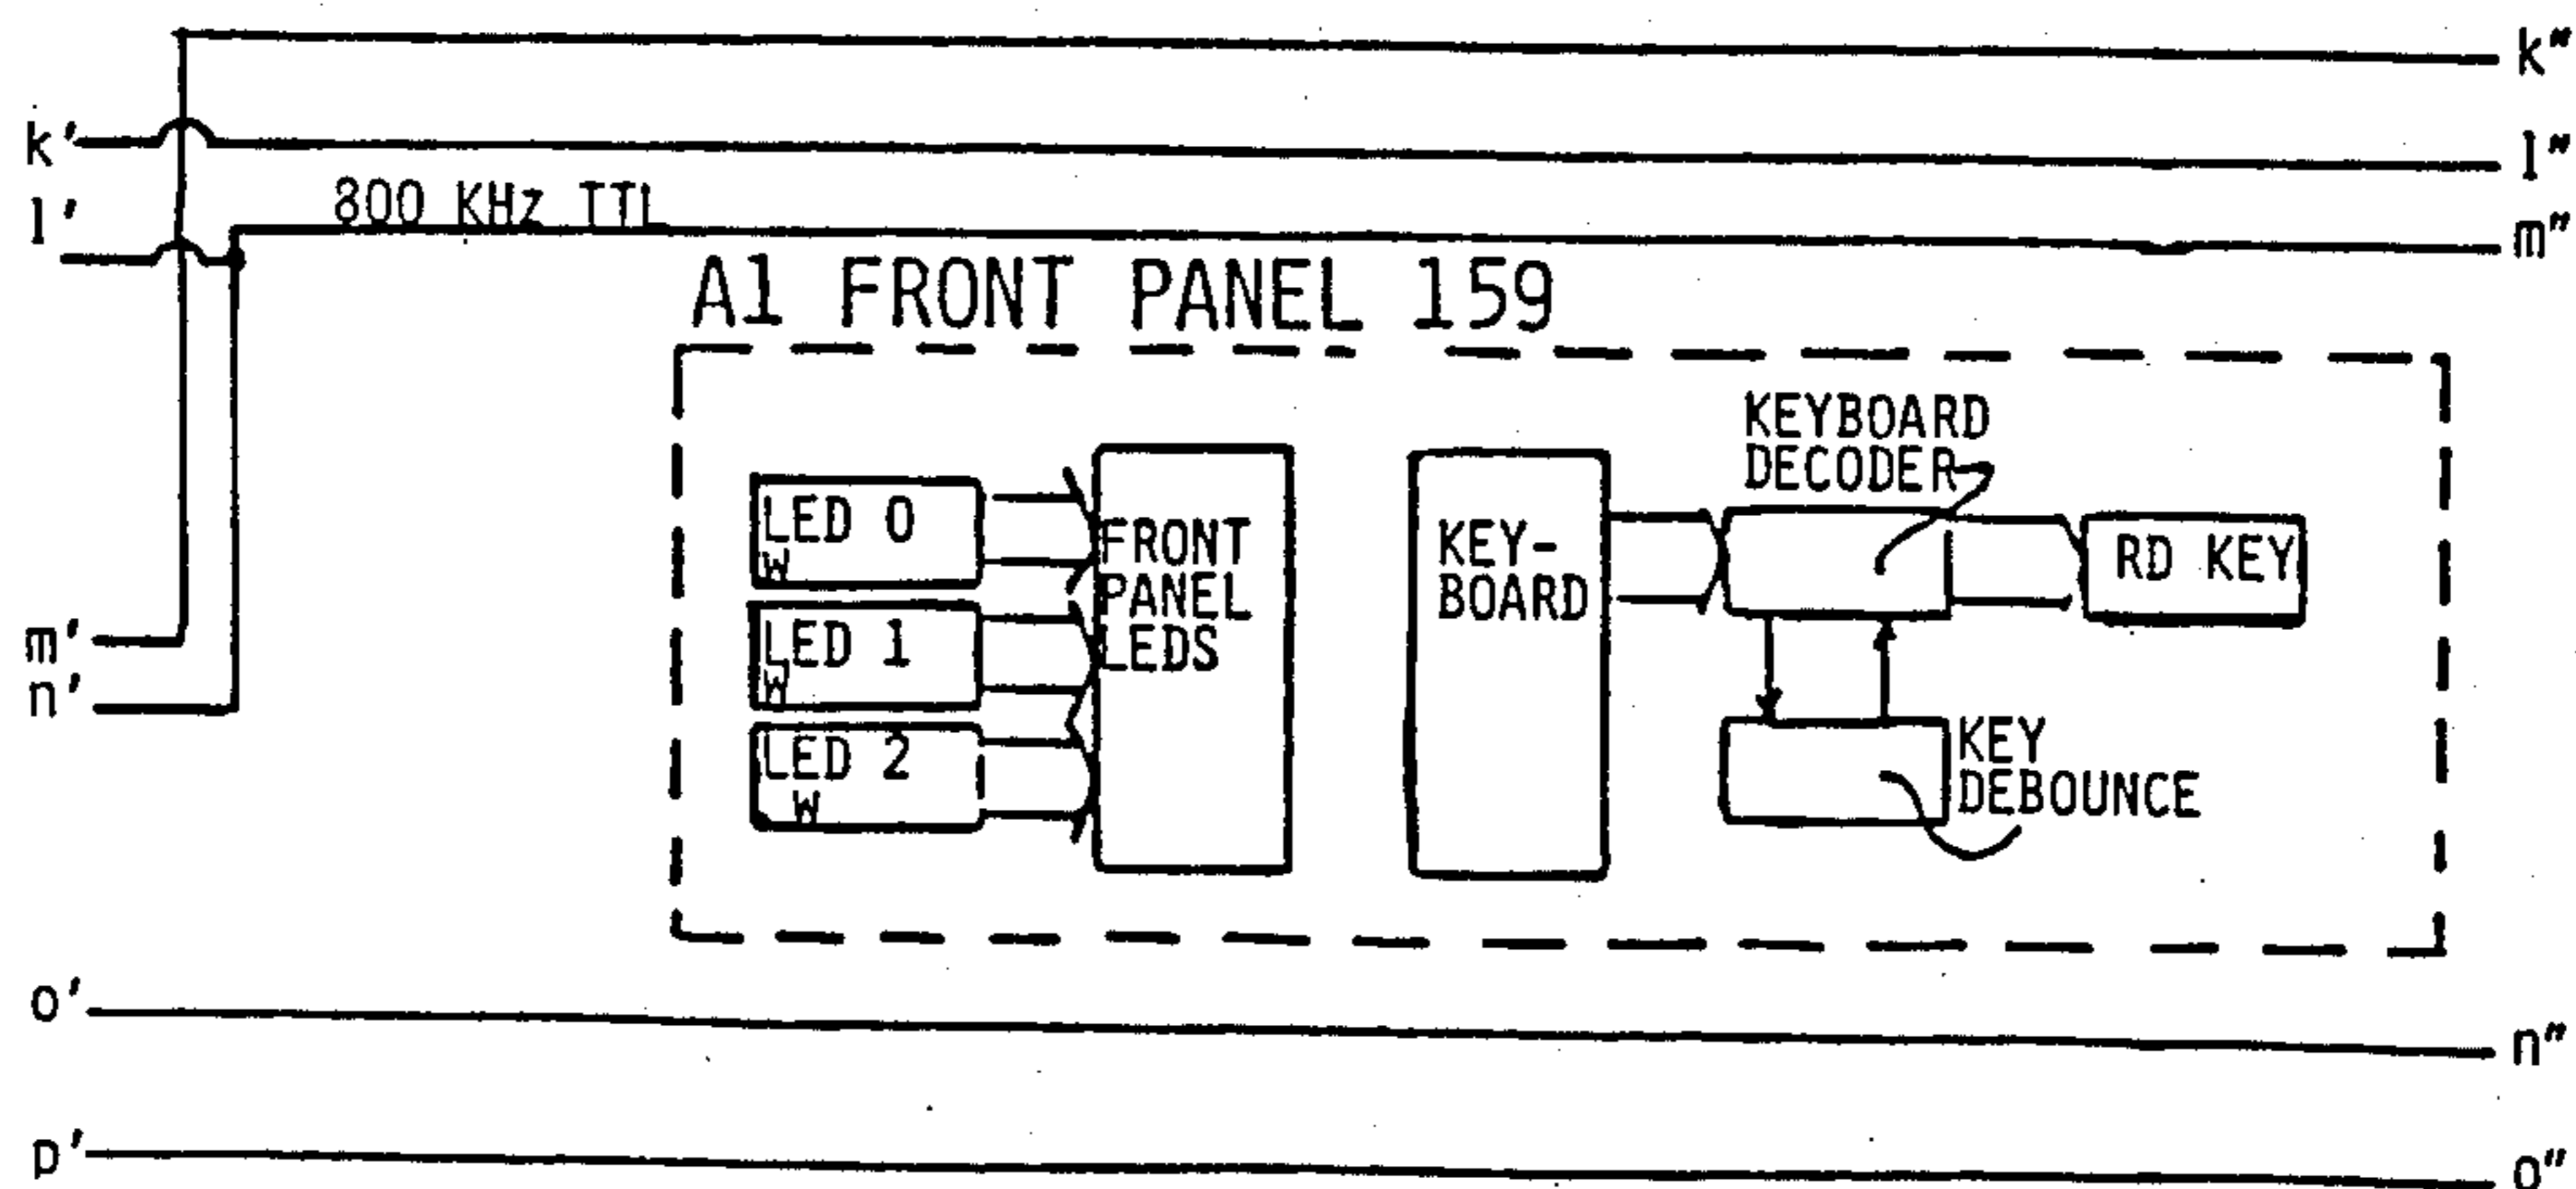 k"
k'
l"
l'
800 KHz TTL
m"
A1 FRONT PANEL 159
KEYBOARD
DECODER
LED 0
W
FRONT
PANEL
LEDS
KEY-
BOARD
RD KEY
LED 1
W
m'
n'
LED 2
W
KEY
DEBOUNCE
o'
n"
p'
o"